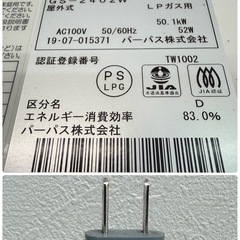 GS-2402W
屋外式 LPガス用
50.1kW
AC100V 50/60Hz 52W
19-07-015371 パーパス株式会社
認証登録番号 TW1002
PS
LPG
JIA
JIA認証
区分名 D
エネルギー消費効率 83.0%
パーパス株式会社